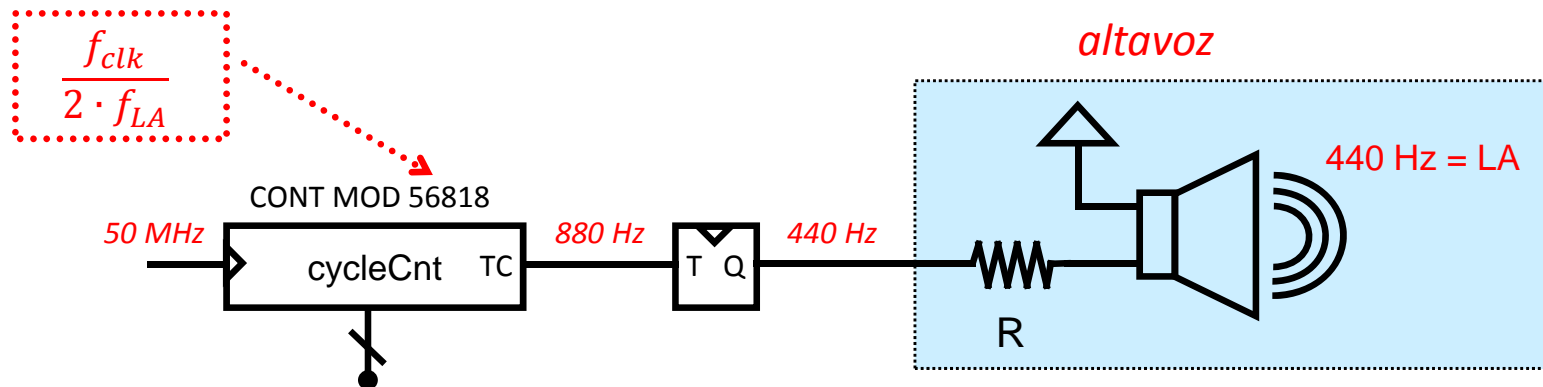 altavoz
f_clk
2 · f_LA
440 Hz = LA
CONT MOD 56818
50 MHz
880 Hz
440 Hz
cycleCnt
TC
T
Q
R